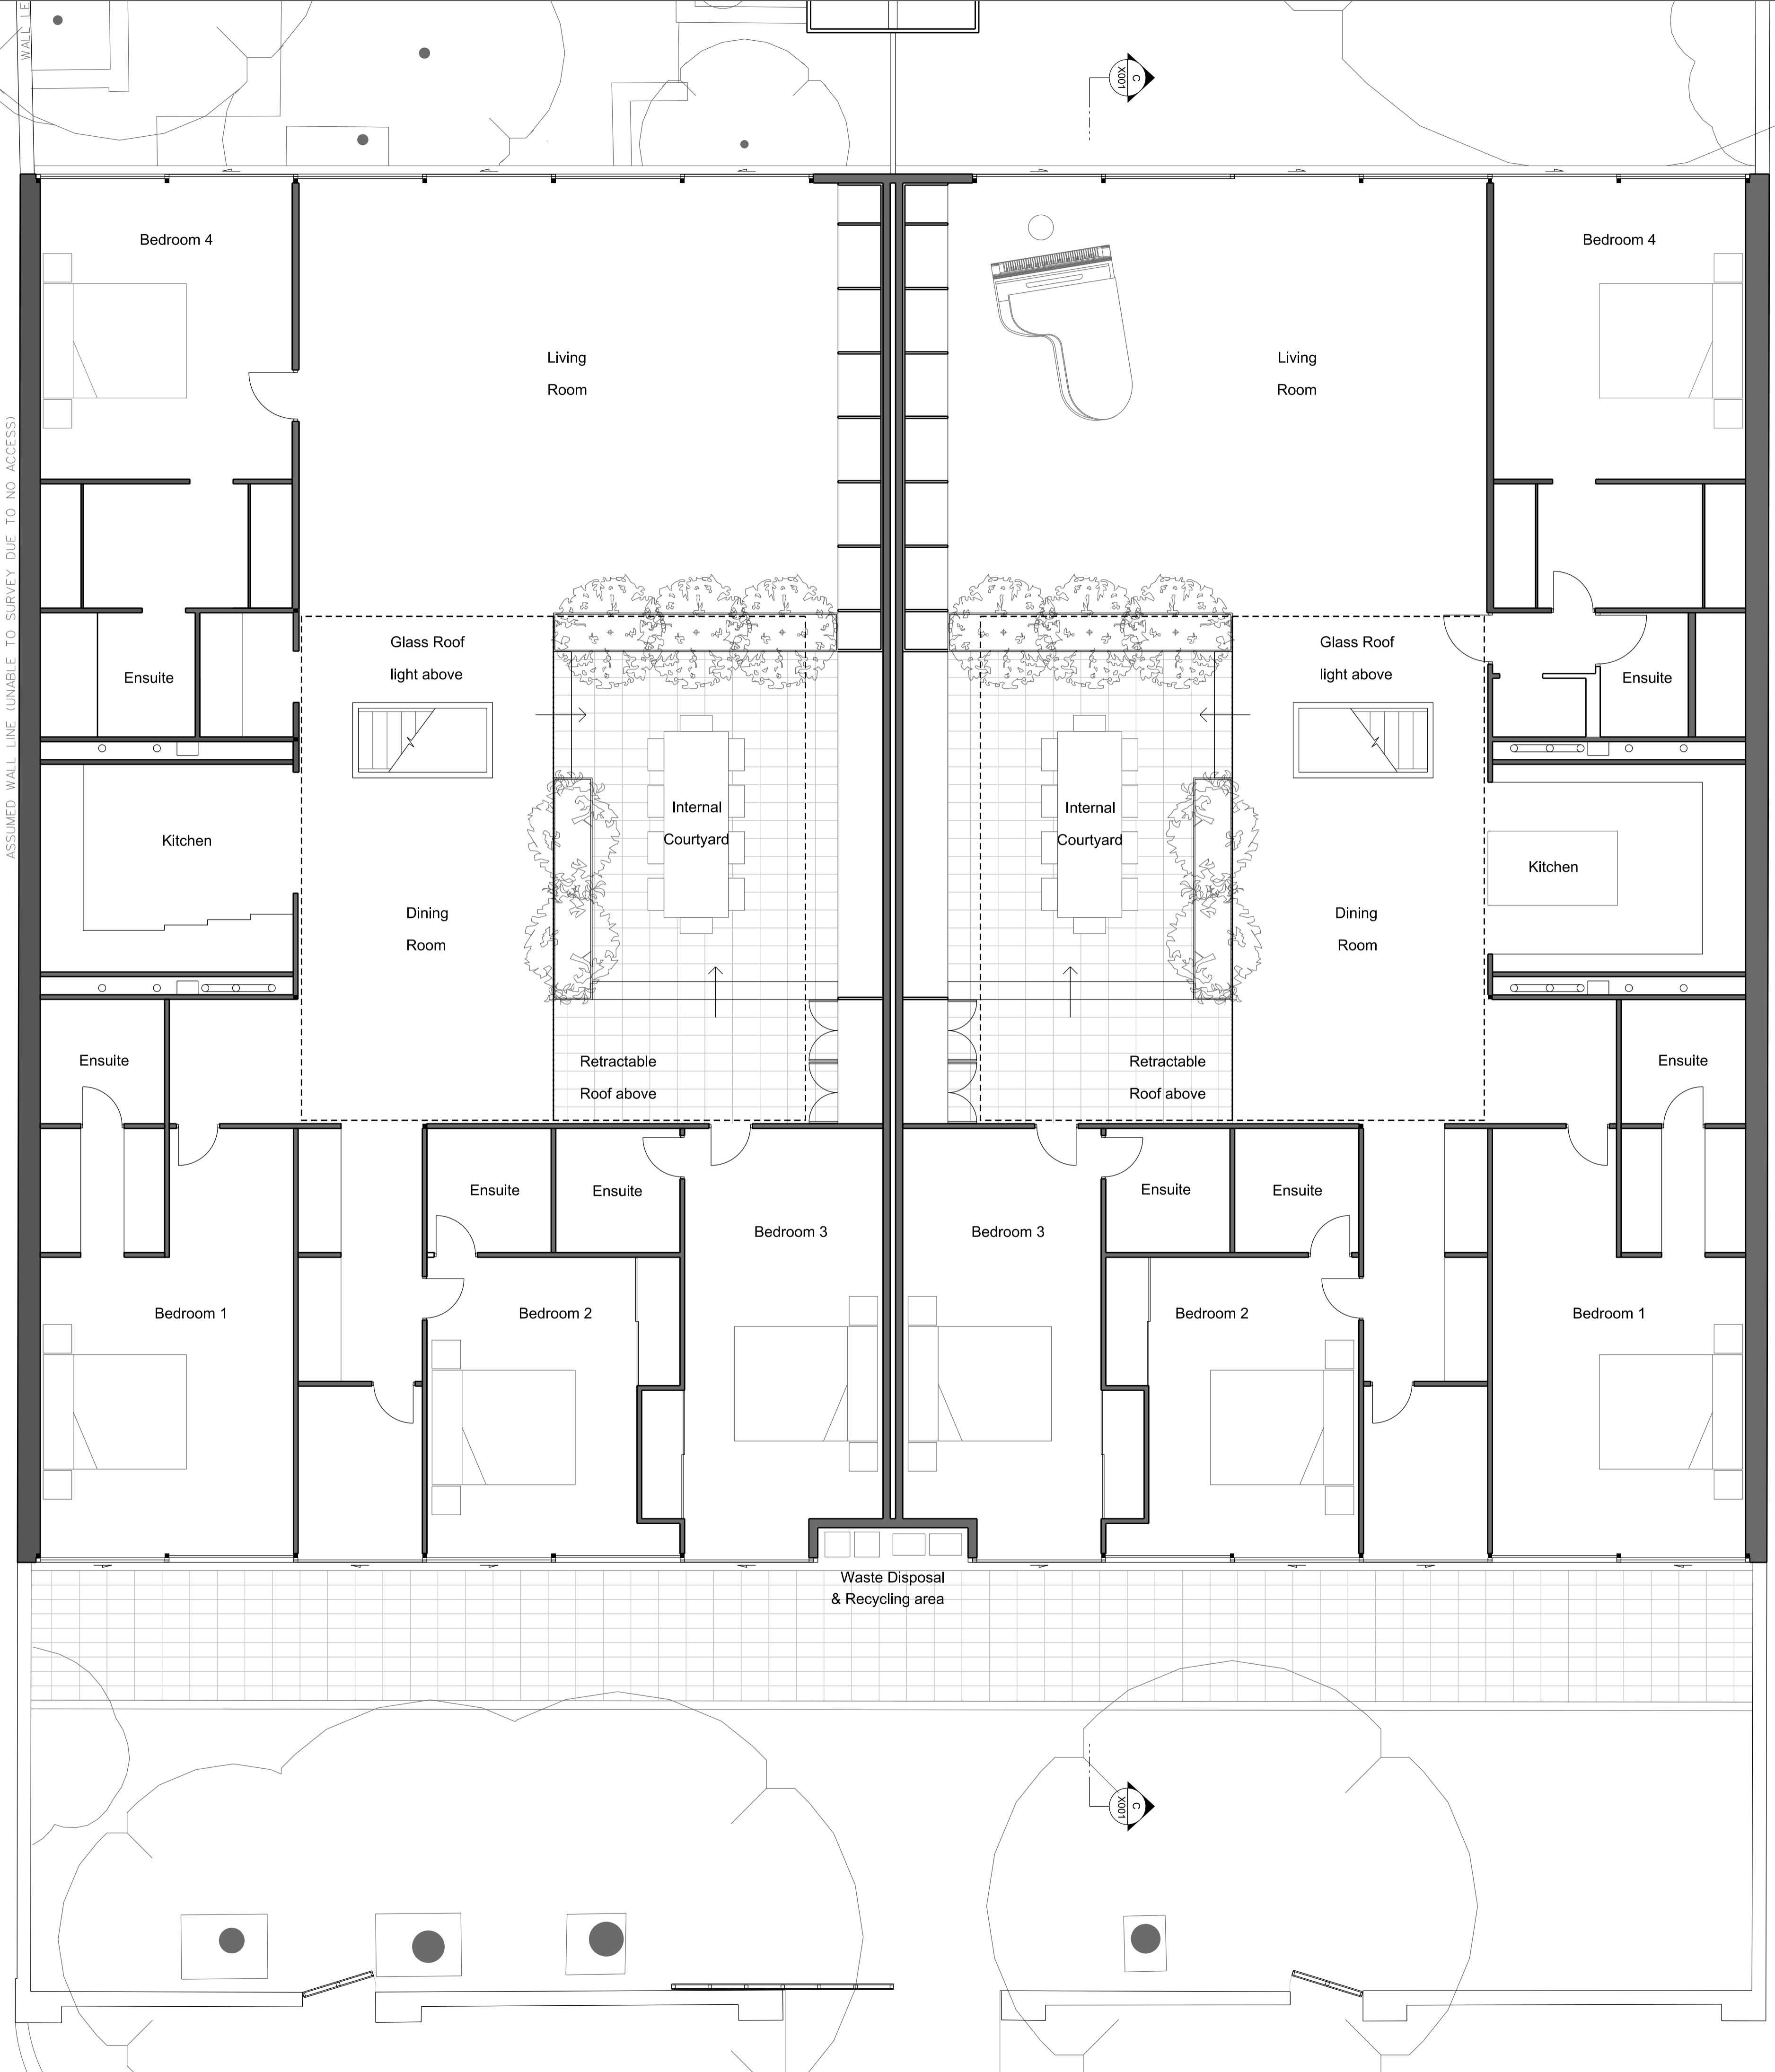 WALL LE
C
X001
Bedroom 4
Bedroom 4
Living
Room
Living
Room
ASSUMED WALL LINE (UNABLE TO SURVEY DUE TO NO ACCESS)
Glass Roof
light above
Glass Roof
light above
Ensuite
Ensuite
Internal
Courtyard
Internal
Courtyard
Kitchen
Kitchen
Dining
Room
Dining
Room
Ensuite
Retractable
Roof above
Retractable
Roof above
Ensuite
Ensuite
Ensuite
Ensuite
Ensuite
Bedroom 3
Bedroom 3
Bedroom 1
Bedroom 2
Bedroom 2
Bedroom 1
Waste Disposal
& Recycling area
C
X001